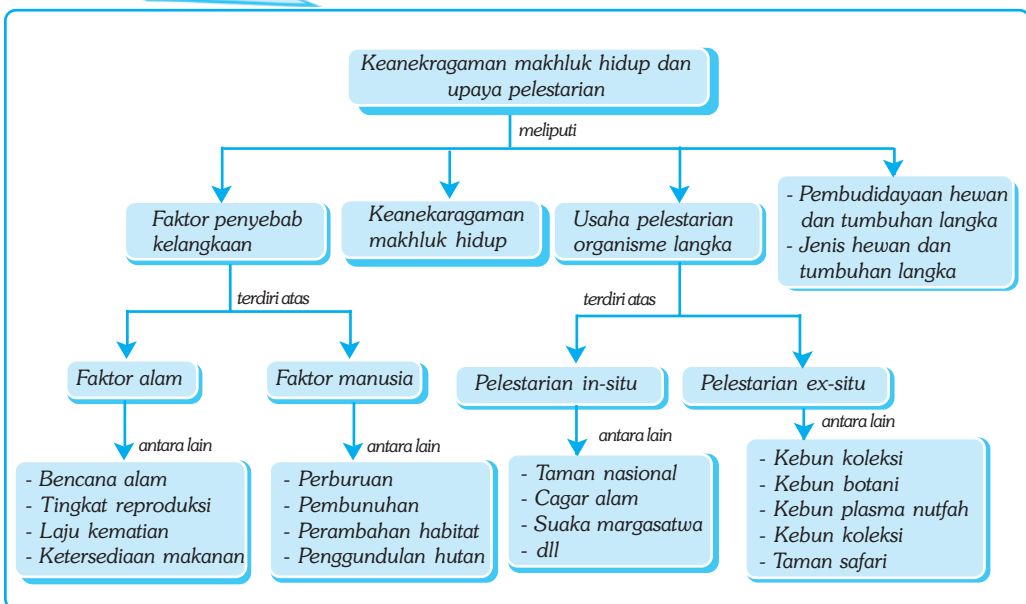 Keanekragaman makhluk hidup dan
upaya pelestarian
meliputi
Faktor penyebab
kelangkaan
Keanekaragaman
makhluk hidup
Usaha pelestarian
organisme langka
- Pembudidayaan hewan
dan tumbuhan langka
- Jenis hewan dan
tumbuhan langka
terdiri atas
terdiri atas
Faktor alam
Faktor manusia
Pelestarian in-situ
Pelestarian ex-situ
antara lain
antara lain
antara lain
antara lain
- Bencana alam
- Tingkat reproduksi
- Laju kematian
- Ketersediaan makanan
- Perburuan
- Pembunuhan
- Perambahan habitat
- Penggundulan hutan
- Taman nasional
- Cagar alam
- Suaka margasatwa
- dll
- Kebun koleksi
- Kebun botani
- Kebun plasma nutfah
- Kebun koleksi
- Taman safari